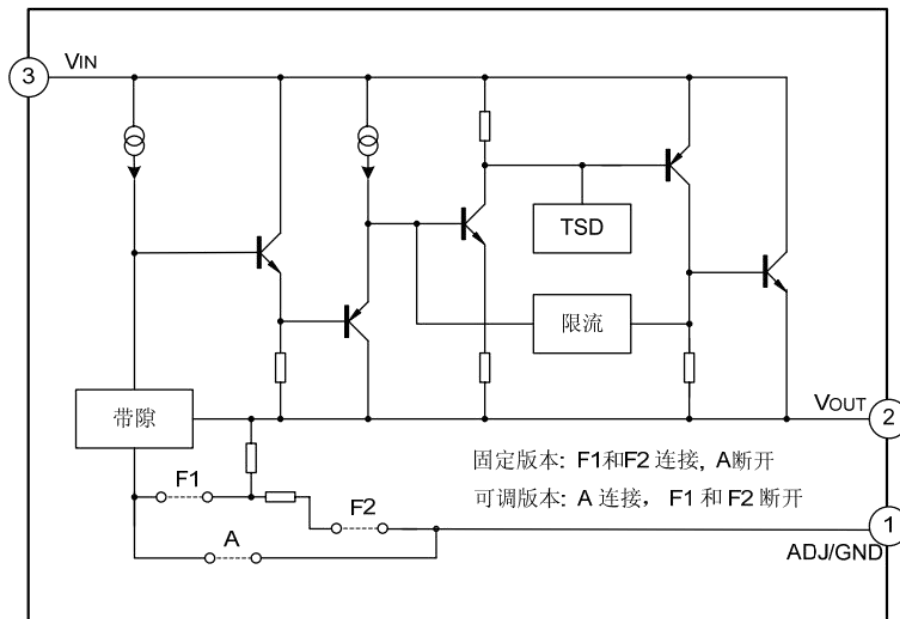 3
VIN
TSD
限流
带隙
VOUT
2
固定版本: F1和F2 连接, A断开
F1
可调版本: A 连接, F1 和 F2 断开
F2
1
A
ADJ/GND